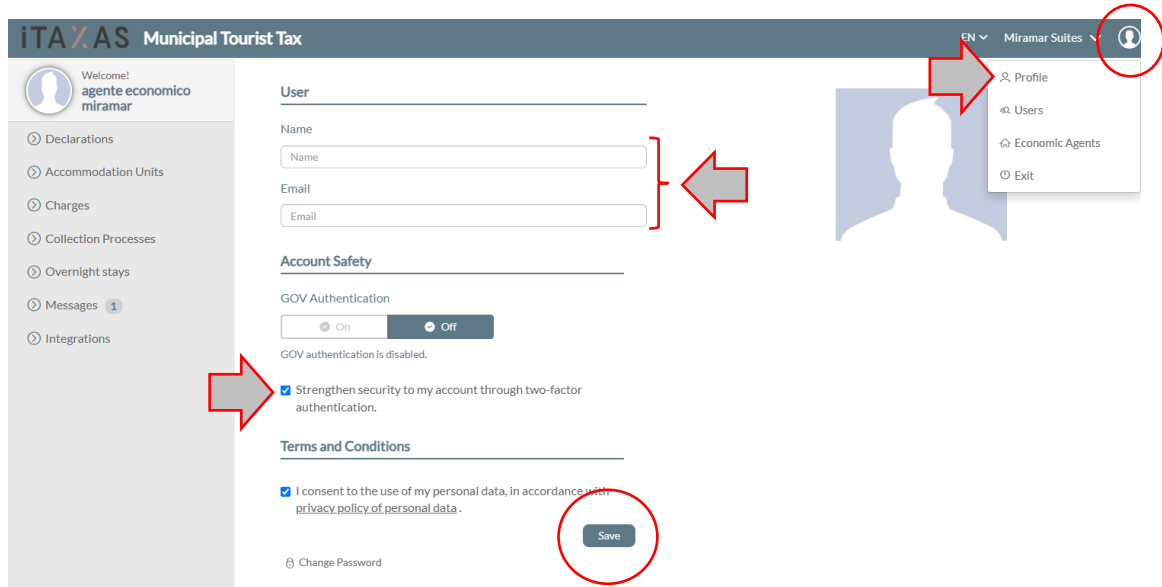 iTAXAS Municipal Tourist Tax
EN Miramar Suites
Welcome!
agente economico
miramar
Declarations
Accommodation Units
Charges
Collection Processes
Overnight stays
Messages 1
Integrations
User
Name
Name
Email
Email
Account Safety
GOV Authentication
On Off
GOV authentication is disabled.
Strengthen security to my account through two-factor
authentication.
Terms and Conditions
I consent to the use of my personal data, in accordance with
privacy policy of personal data .
Save
Change Password
Profile
Users
Economic Agents
Exit